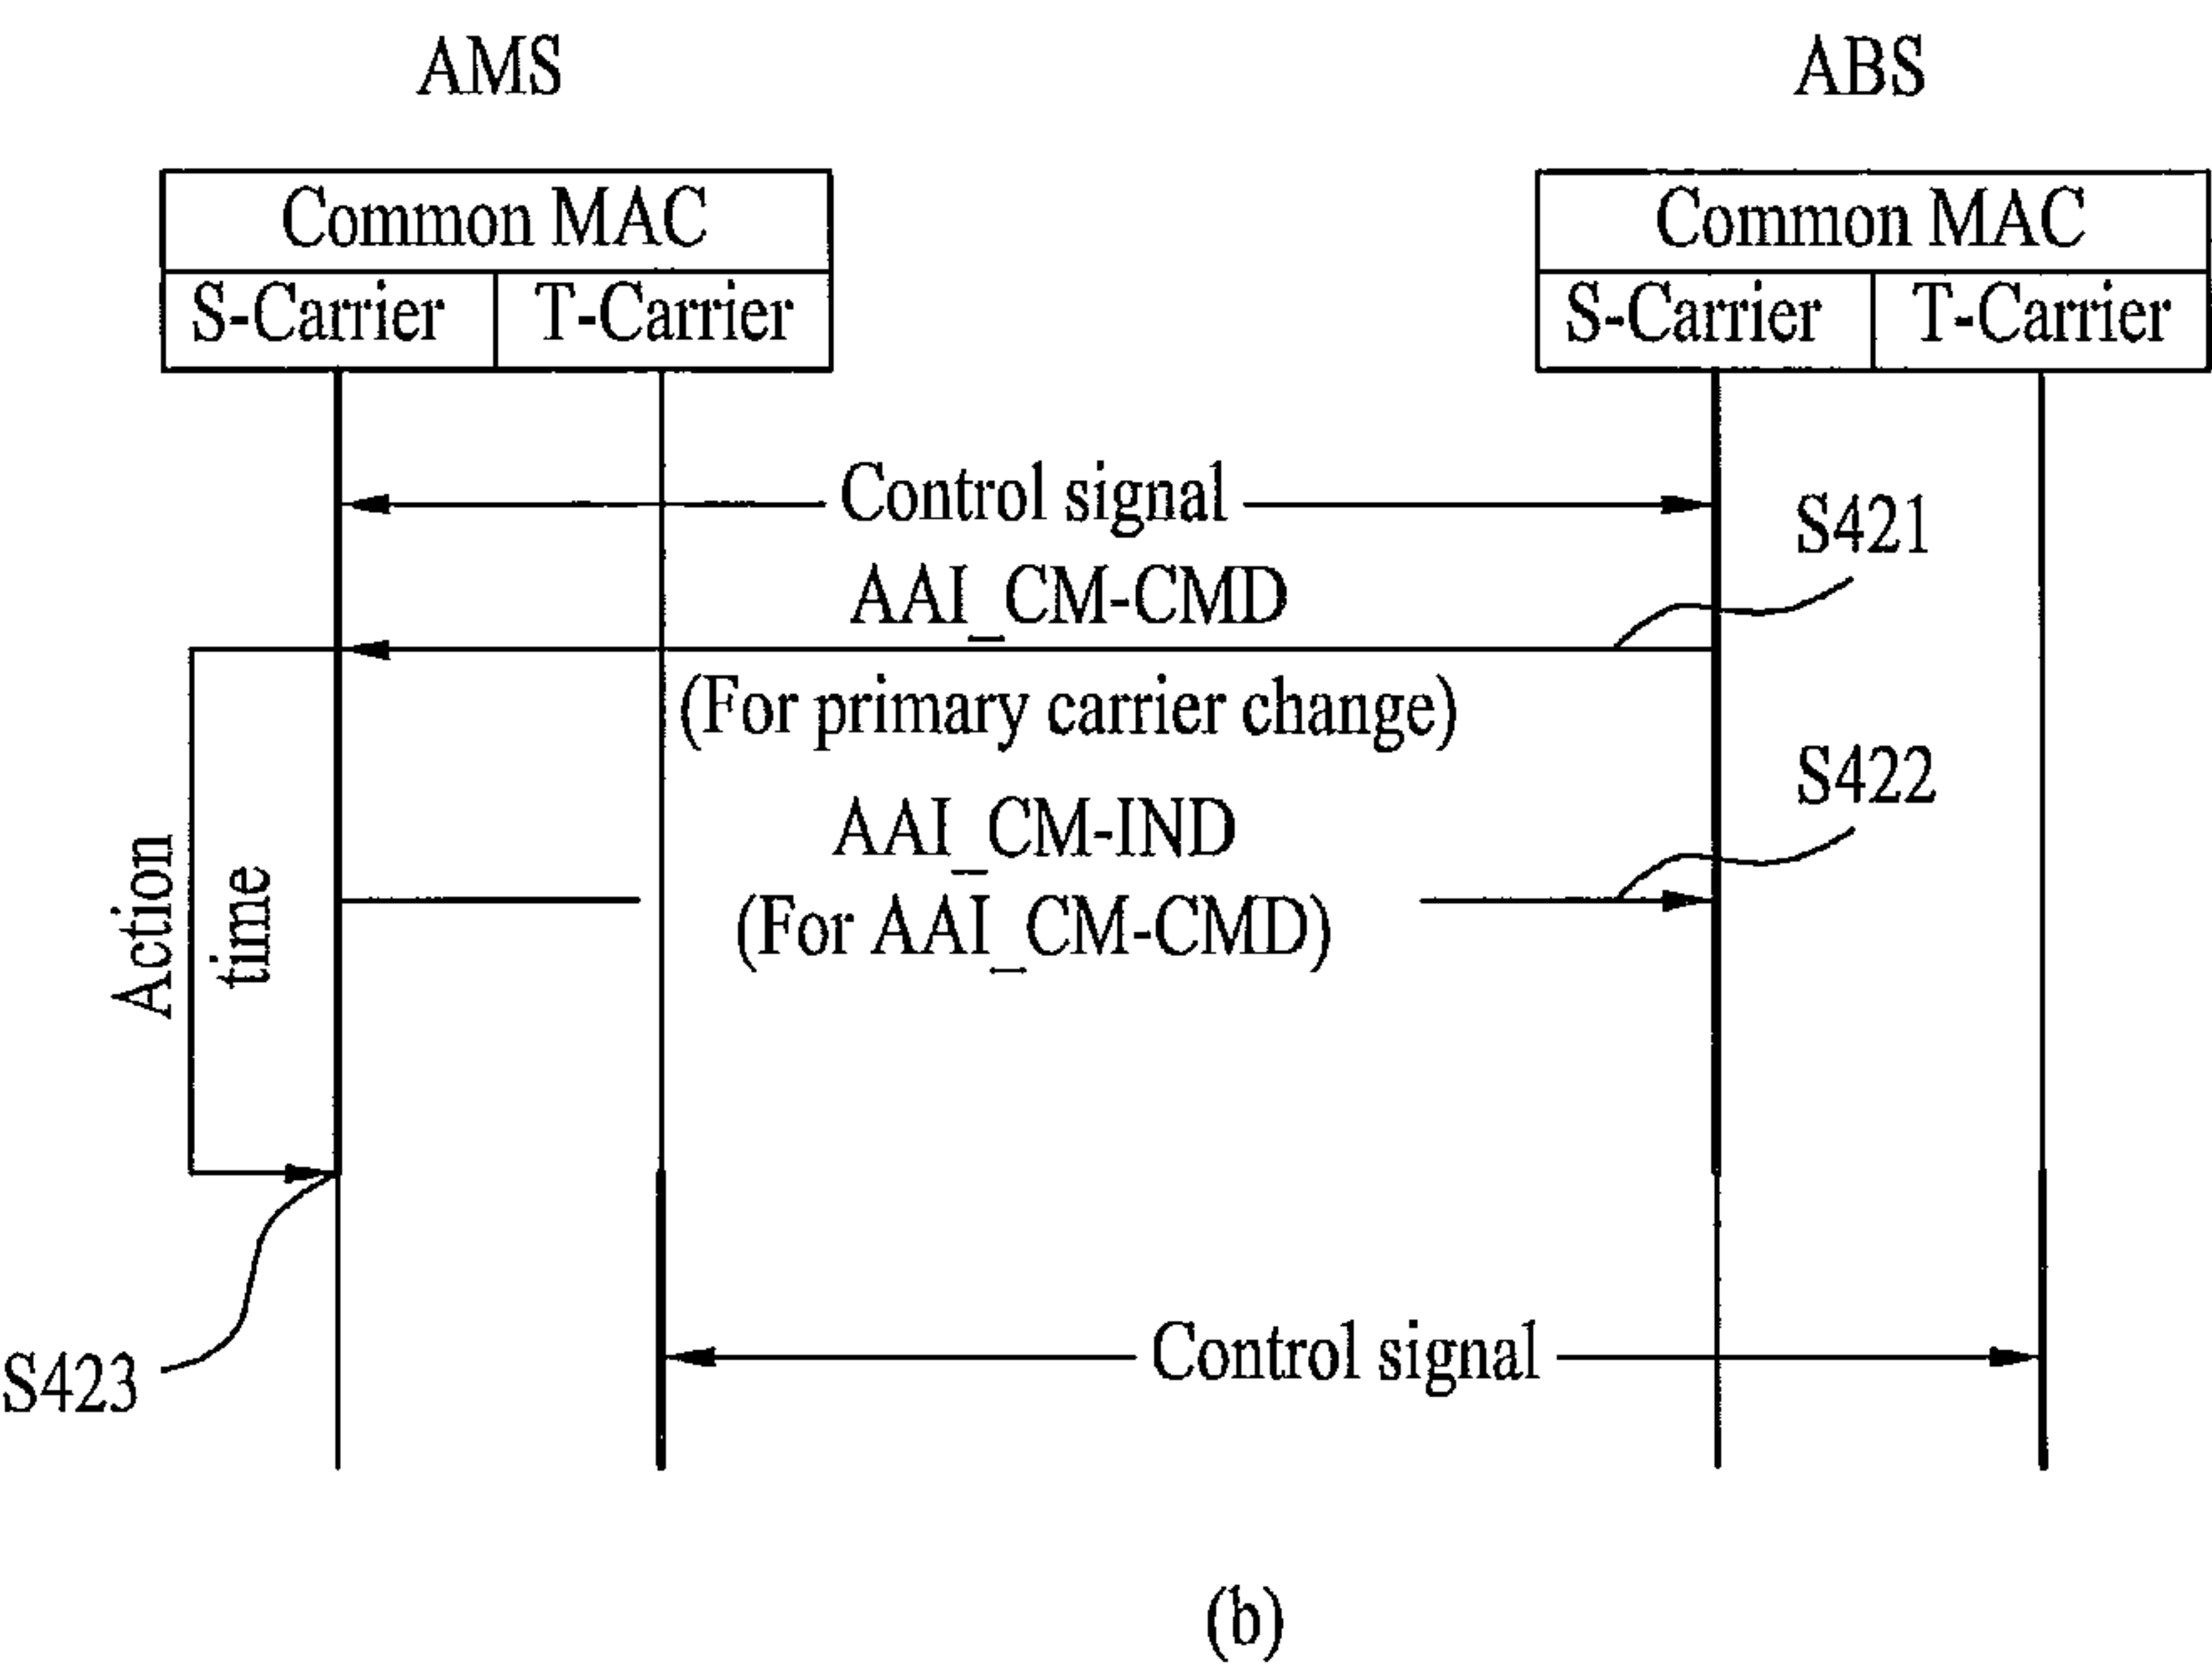 AMS
ABS
Common MAC
S-Carrier
T-Carrier
Common MAC
S-Carrier
T-Carrier
Control signal
S421
AAI_CM-CMD
(For primary carrier change)
S422
AAI_CM-IND
(For AAI_CM-CMD)
Action
time
Control signal
S423
(b)